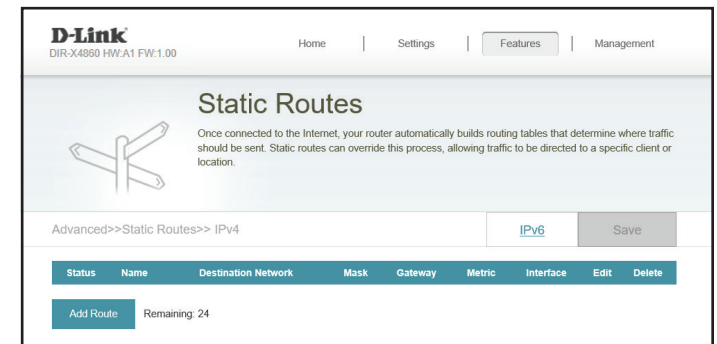 D-Link
DIR-X4860 HW:A1 FW:1.00
Home | Settings | Features | Management
Static Routes
Once connected to the Internet, your router automatically builds routing tables that determine where traffic
should be sent. Static routes can override this process, allowing traffic to be directed to a specific client or
location.
Advanced>>Static Routes>> IPv4
IPv6
Save
Status Name Destination Network Mask Gateway Metric Interface Edit Delete
Add Route Remaining: 24